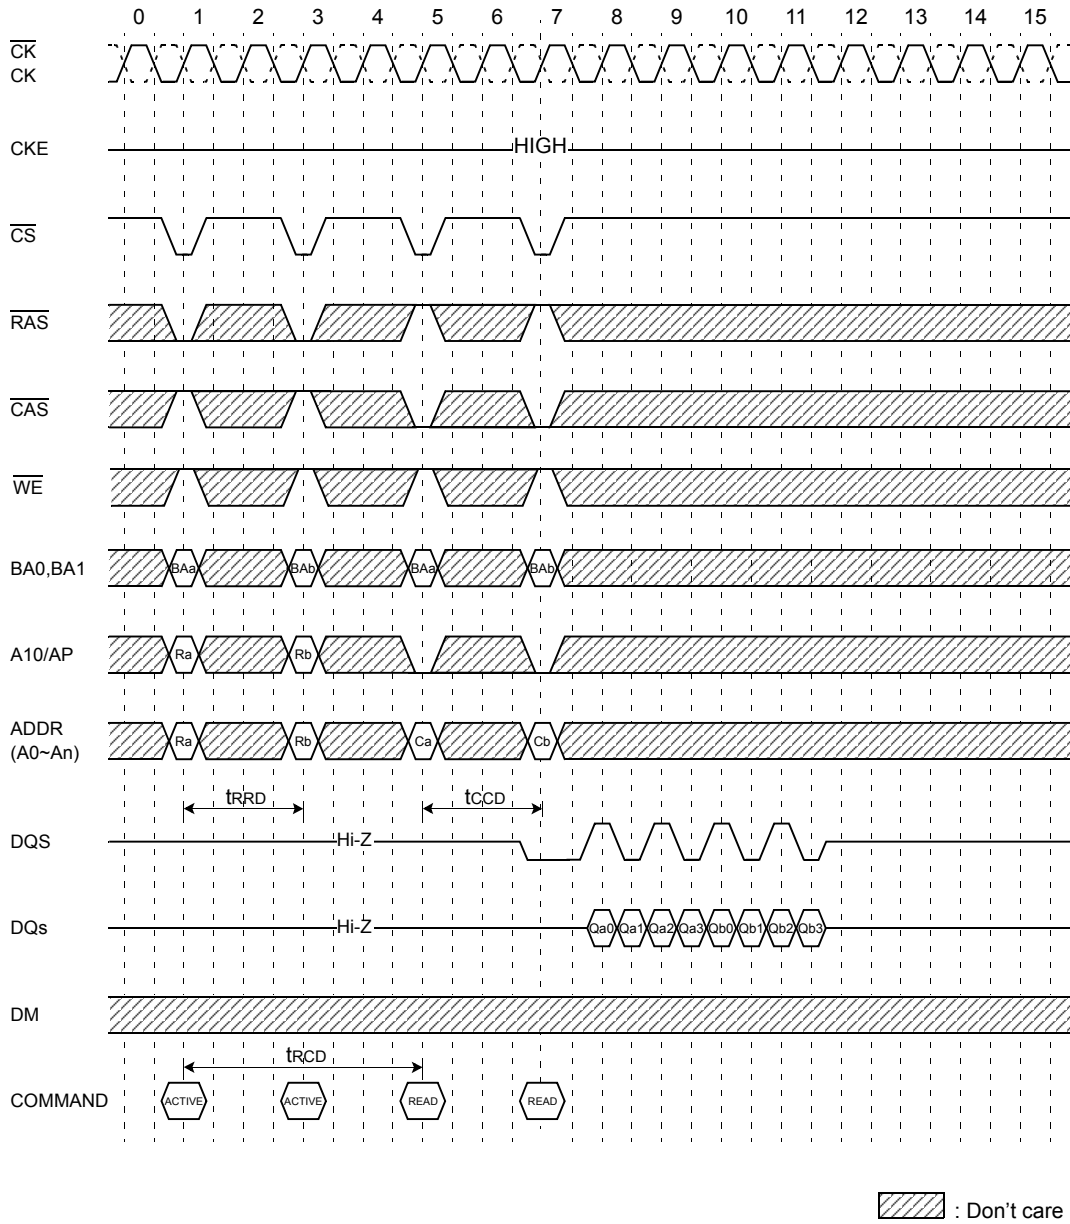 0 1 2 3 4 5 6 7 8 9 10 11 12 13 14 15
CK
CK
CKE
HIGH
CS
RAS
CAS
WE
BA0,BA1
BAa BAb BAa BAb
A10/AP
Ra Rb
ADDR
(A0~An)
Ra Rb Ca Cb
tRRD tCCD
DQS
Hi-Z
DQs
Hi-Z
Qa0 Qa1 Qa2 Qa3 Qb0 Qb1 Qb2 Qb3
DM
tRCD
COMMAND
ACTIVE ACTIVE READ READ
: Don't care